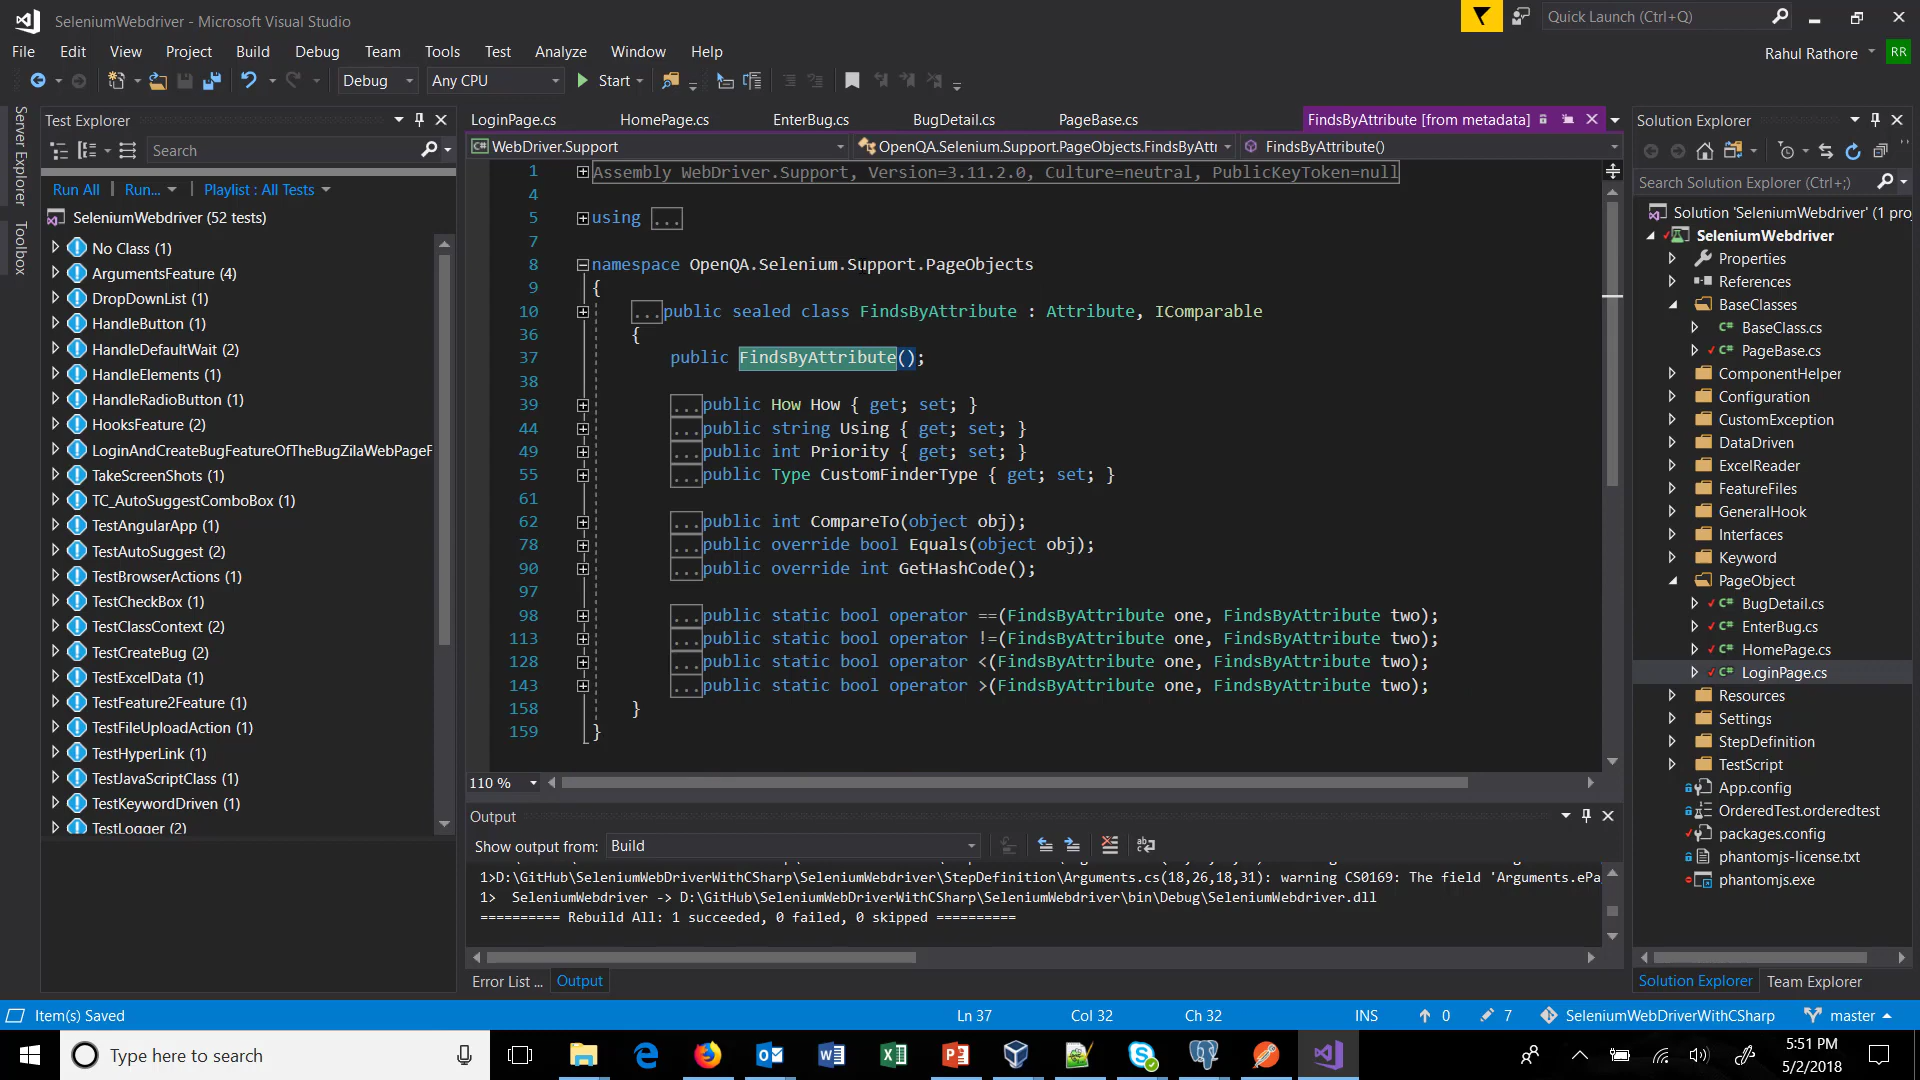 SeleniumWebdriver - Microsoft Visual Studio
Quick Launch (Ctrl+Q)
File Edit View Project Build Debug Team Tools Test Analyze Window Help
Rahul Rathore RR
Debug Any CPU Start
Server Explorer
Toolbox
Test Explorer
Search
Run All Run... Playlist : All Tests
SeleniumWebdriver (52 tests)
No Class (1)
ArgumentsFeature (4)
DropDownList (1)
HandleButton (1)
HandleDefaultWait (2)
HandleElements (1)
HandleRadioButton (1)
HooksFeature (2)
LoginAndCreateBugFeatureOfTheBugZilaWebPageF
TakeScreenShots (1)
TC_AutoSuggestComboBox (1)
TestAngularApp (1)
TestAutoSuggest (2)
TestBrowserActions (1)
TestCheckBox (1)
TestClassContext (2)
TestCreateBug (2)
TestExcelData (1)
TestFeature2Feature (1)
TestFileUploadAction (1)
TestHyperLink (1)
TestJavaScriptClass (1)
TestKeywordDriven (1)
TestLogger (2)
LoginPage.cs HomePage.cs EnterBug.cs BugDetail.cs PageBase.cs FindsByAttribute [from metadata]
WebDriver.Support OpenQA.Selenium.Support.PageObjects.FindsByAttr FindsByAttribute()
1 Assembly WebDriver.Support, Version=3.11.2.0, Culture=neutral, PublicKeyToken=null
4
5 using ...
7
8 namespace OpenQA.Selenium.Support.PageObjects
9 {
10 ...public sealed class FindsByAttribute : Attribute, IComparable
36 {
37 public FindsByAttribute();
38
39 ...public How How { get; set; }
44 ...public string Using { get; set; }
49 ...public int Priority { get; set; }
55 ...public Type CustomFinderType { get; set; }
61
62 ...public int CompareTo(object obj);
78 ...public override bool Equals(object obj);
90 ...public override int GetHashCode();
97
98 ...public static bool operator ==(FindsByAttribute one, FindsByAttribute two);
113 ...public static bool operator !=(FindsByAttribute one, FindsByAttribute two);
128 ...public static bool operator <(FindsByAttribute one, FindsByAttribute two);
143 ...public static bool operator >(FindsByAttribute one, FindsByAttribute two);
158 }
159 }
110 %
Output
Show output from: Build
1>D:\GitHub\SeleniumWebDriverWithCSharp\SeleniumWebdriver\StepDefinition\Arguments.cs(18,26,18,31): warning CS0169: The field 'Arguments.ePa
1> SeleniumWebdriver -> D:\GitHub\SeleniumWebDriverWithCSharp\SeleniumWebdriver\bin\Debug\SeleniumWebdriver.dll
========== Rebuild All: 1 succeeded, 0 failed, 0 skipped ==========
Error List ... Output
Solution Explorer
Search Solution Explorer (Ctrl+;)
Solution 'SeleniumWebdriver' (1 proj
SeleniumWebdriver
Properties
References
BaseClasses
BaseClass.cs
PageBase.cs
ComponentHelper
Configuration
CustomException
DataDriven
ExcelReader
FeatureFiles
GeneralHook
Interfaces
Keyword
PageObject
BugDetail.cs
EnterBug.cs
HomePage.cs
LoginPage.cs
Resources
Settings
StepDefinition
TestScript
App.config
OrderedTest.orderedtest
packages.config
phantomjs-license.txt
phantomjs.exe
Solution Explorer Team Explorer
Item(s) Saved Ln 37 Col 32 Ch 32 INS 0 7 SeleniumWebDriverWithCSharp master
Type here to search
5:51 PM
5/2/2018